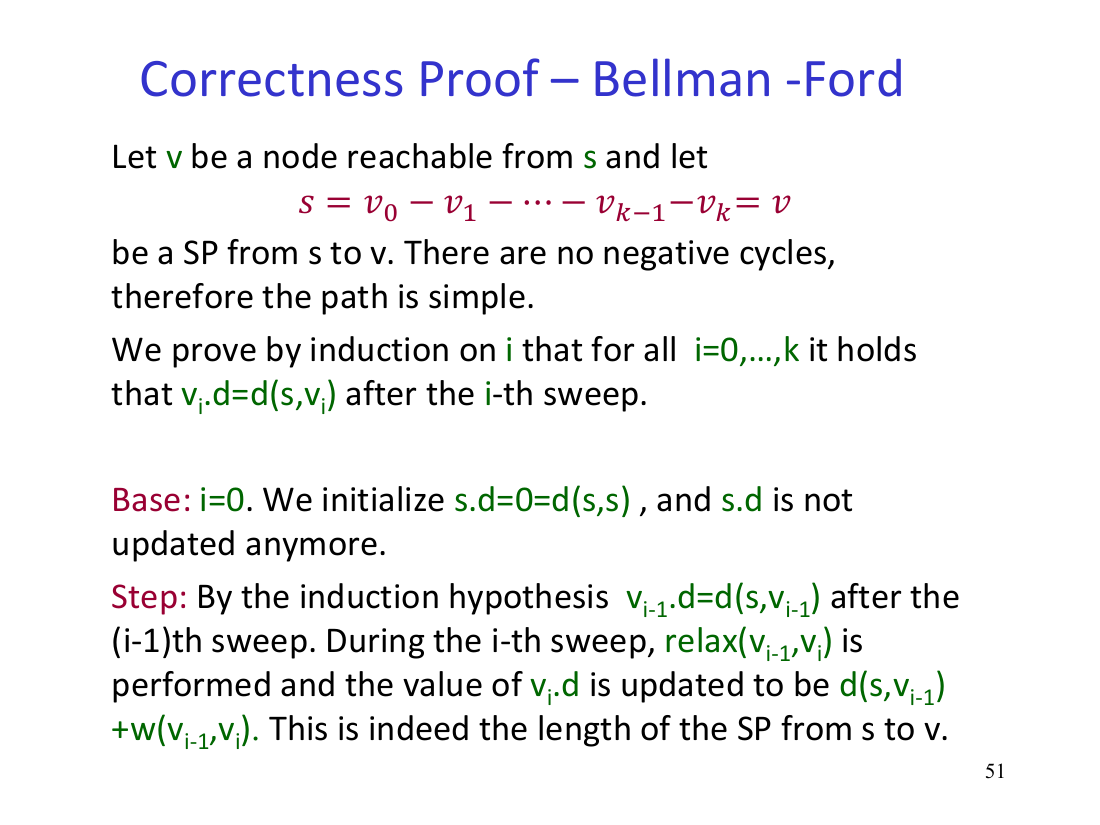 Correctness Proof – Bellman -Ford
Let v be a node reachable from s and let
s = v₀ − v₁ − ⋯ − vₖ₋₁−vₖ= v
be a SP from s to v. There are no negative cycles,
therefore the path is simple.
We prove by induction on i that for all i=0,…,k it holds
that vᵢ.d=d(s,vᵢ) after the i-th sweep.
Base: i=0. We initialize s.d=0=d(s,s) , and s.d is not
updated anymore.
Step: By the induction hypothesis vᵢ₋₁.d=d(s,vᵢ₋₁) after the
(i-1)th sweep. During the i-th sweep, relax(vᵢ₋₁,vᵢ) is
performed and the value of vᵢ.d is updated to be d(s,vᵢ₋₁)
+w(vᵢ₋₁,vᵢ). This is indeed the length of the SP from s to v.
51